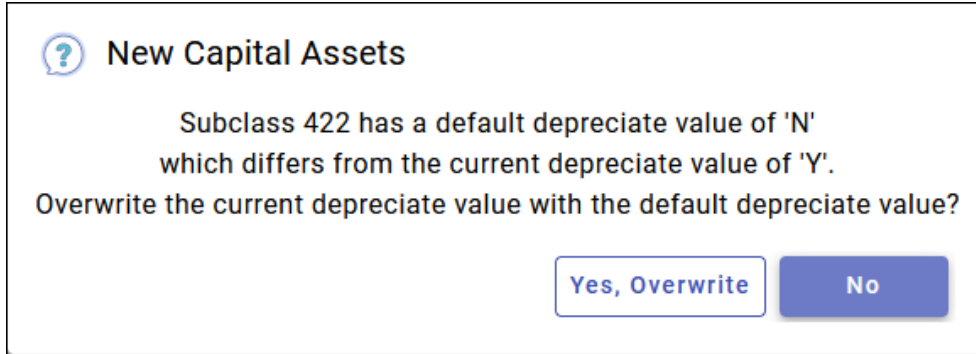 New Capital Assets
Subclass 422 has a default depreciate value of 'N'
which differs from the current depreciate value of 'Y'.
Overwrite the current depreciate value with the default depreciate value?
Yes, Overwrite
No